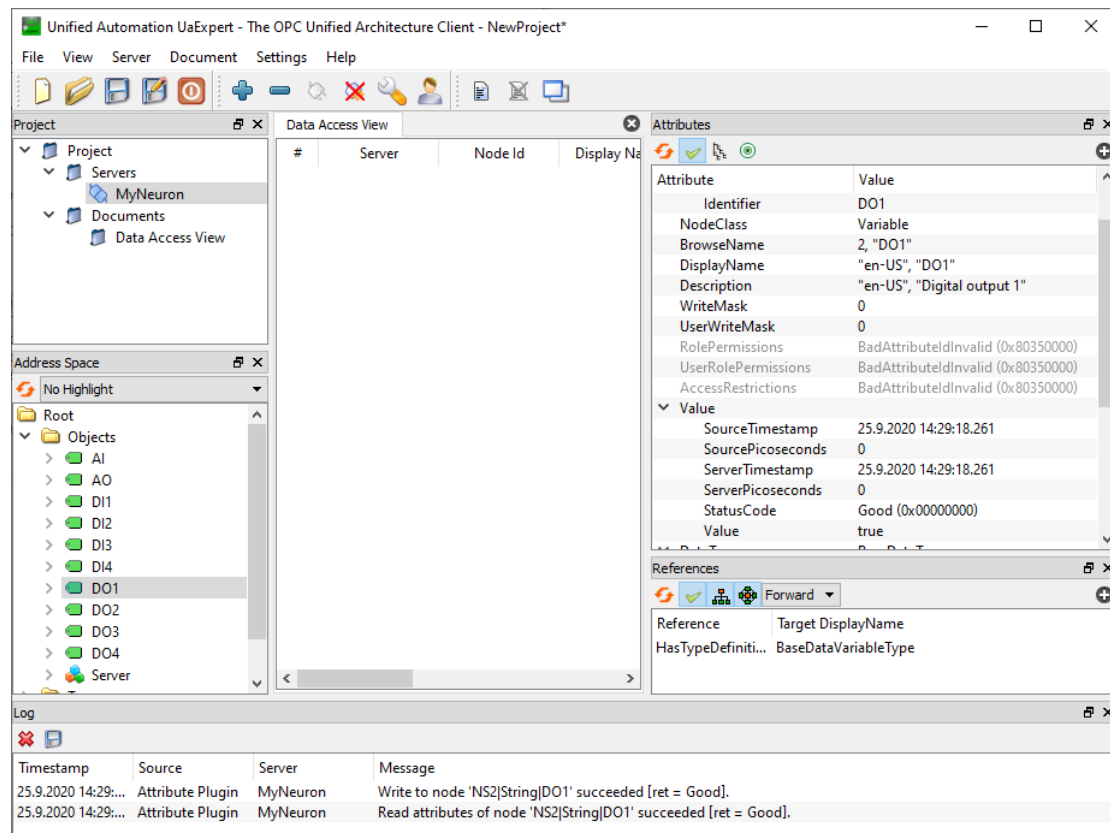 Unified Automation UaExpert - The OPC Unified Architecture Client - NewProject*
File View Server Document Settings Help
Project
Project
Servers
MyNeuron
Documents
Data Access View
Address Space
No Highlight
Root
Objects
AI
AO
DI1
DI2
DI3
DI4
DO1
DO2
DO3
DO4
Server
Data Access View
# Server Node Id Display Na
Attributes
Attribute Value
Identifier DO1
NodeClass Variable
BrowseName 2, "DO1"
DisplayName "en-US", "DO1"
Description "en-US", "Digital output 1"
WriteMask 0
UserWriteMask 0
RolePermissions BadAttributeIdInvalid (0x80350000)
UserRolePermissions BadAttributeIdInvalid (0x80350000)
AccessRestrictions BadAttributeIdInvalid (0x80350000)
Value
SourceTimestamp 25.9.2020 14:29:18.261
SourcePicoseconds 0
ServerTimestamp 25.9.2020 14:29:18.261
ServerPicoseconds 0
StatusCode Good (0x00000000)
Value true
References
Forward
Reference Target DisplayName
HasTypeDefiniti... BaseDataVariableType
Log
Timestamp Source Server Message
25.9.2020 14:29:... Attribute Plugin MyNeuron Write to node 'NS2|String|DO1' succeeded [ret = Good].
25.9.2020 14:29:... Attribute Plugin MyNeuron Read attributes of node 'NS2|String|DO1' succeeded [ret = Good].